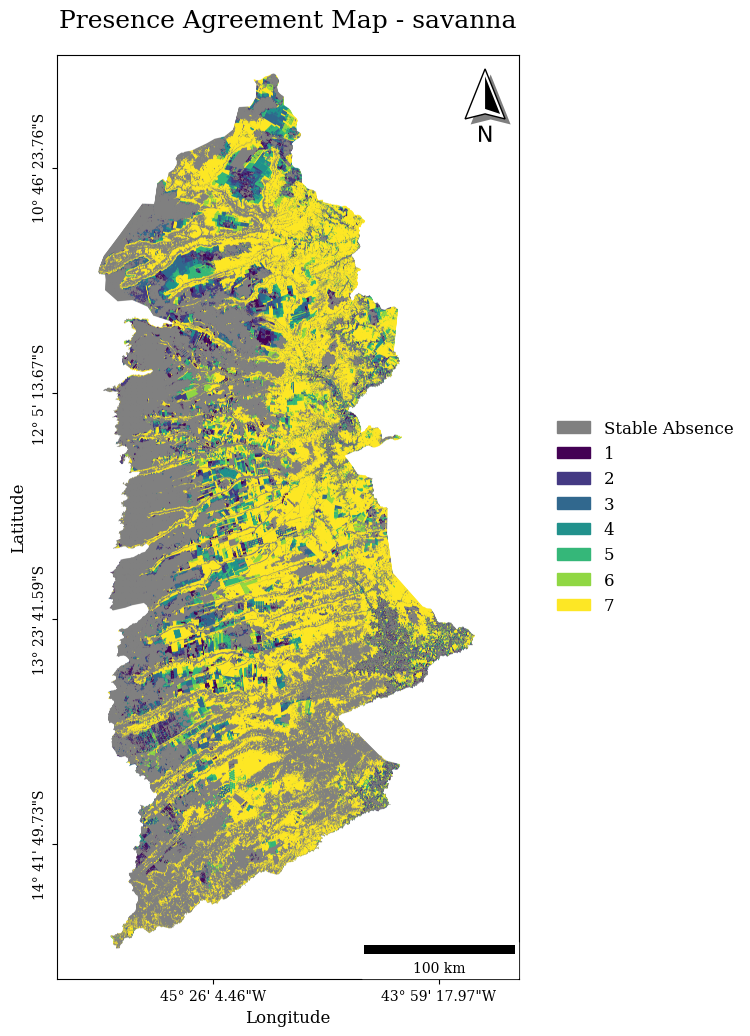 Presence Agreement Map - savanna
N
10° 46' 23.76"S
12° 5' 13.67"S
13° 23' 41.59"S
14° 41' 49.73"S
Latitude
Stable Absence
1
2
3
4
5
6
7
100 km
45° 26' 4.46"W
43° 59' 17.97"W
Longitude